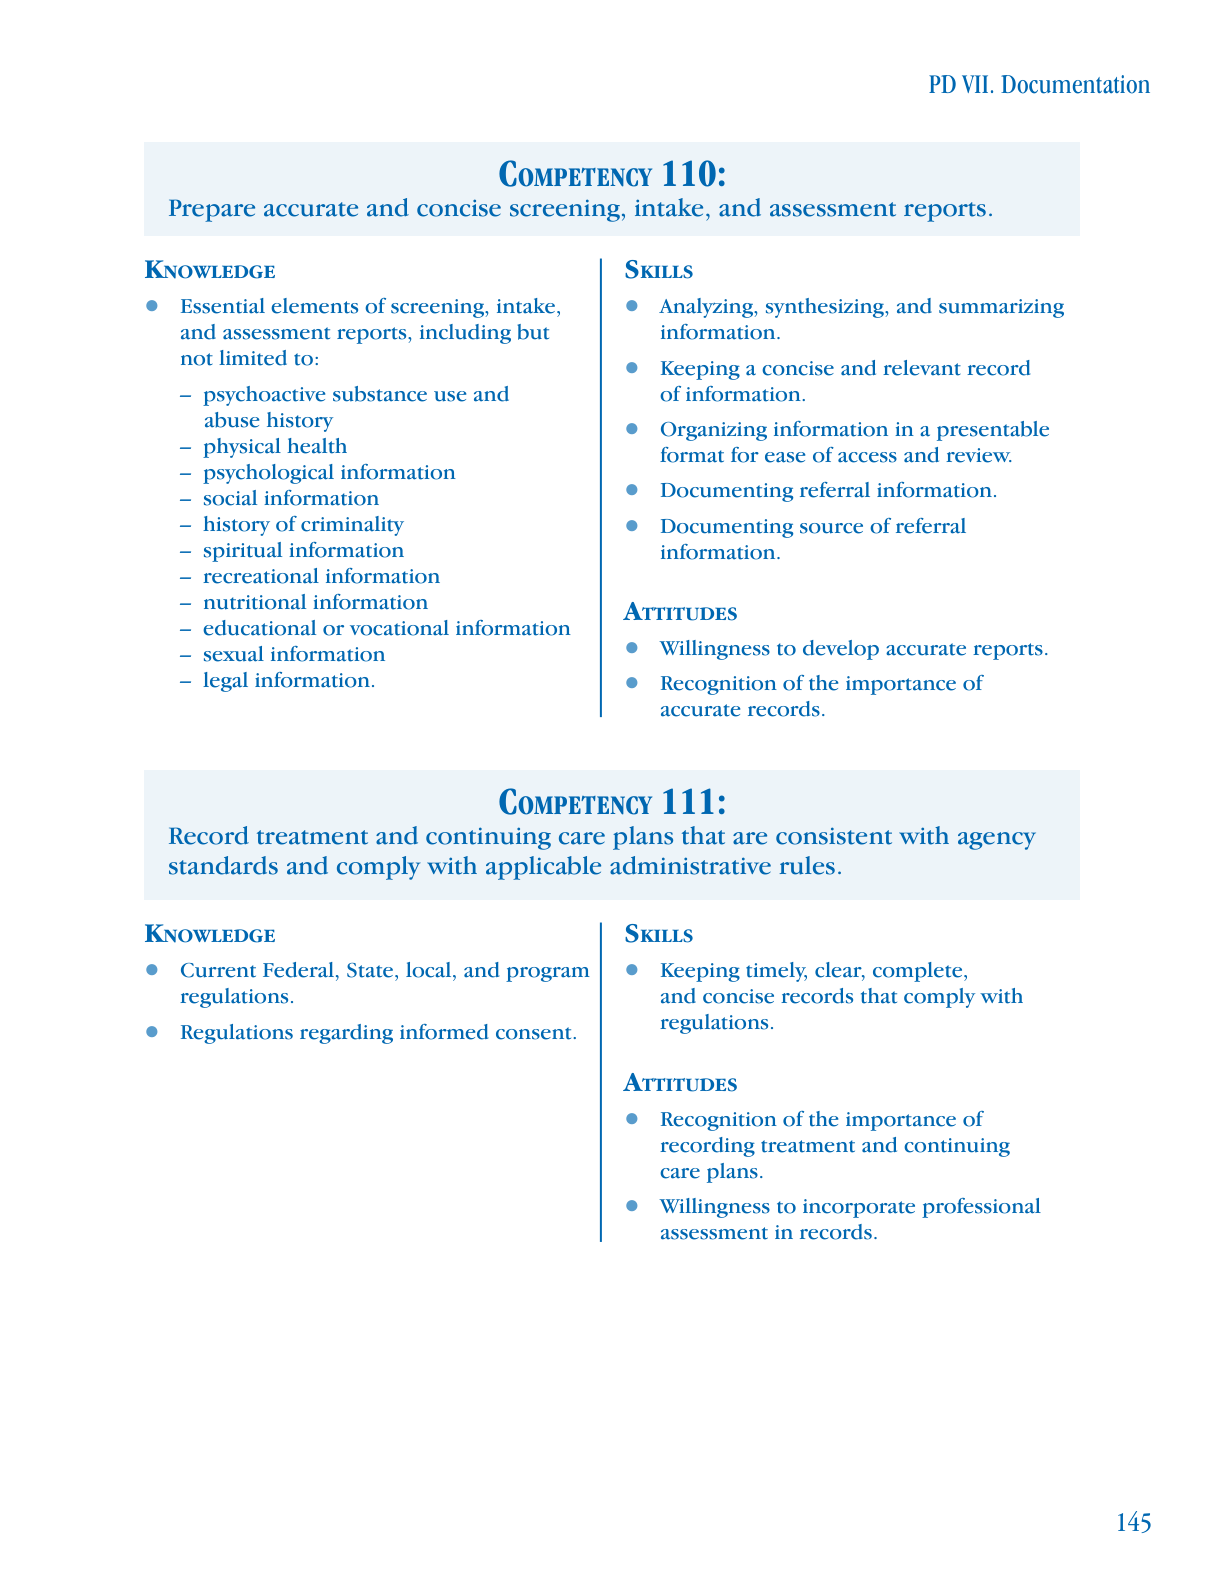 PD VII. Documentation
COMPETENCY 110:
Prepare accurate and concise screening, intake, and assessment reports.
KNOWLEDGE
● Essential elements of screening, intake,
and assessment reports, including but
not limited to:
– psychoactive substance use and
abuse history
– physical health
– psychological information
– social information
– history of criminality
– spiritual information
– recreational information
– nutritional information
– educational or vocational information
– sexual information
– legal information.
SKILLS
● Analyzing, synthesizing, and summarizing
information.
● Keeping a concise and relevant record
of information.
● Organizing information in a presentable
format for ease of access and review.
● Documenting referral information.
● Documenting source of referral
information.
ATTITUDES
● Willingness to develop accurate reports.
● Recognition of the importance of
accurate records.
COMPETENCY 111:
Record treatment and continuing care plans that are consistent with agency
standards and comply with applicable administrative rules.
KNOWLEDGE
● Current Federal, State, local, and program
regulations.
● Regulations regarding informed consent.
SKILLS
● Keeping timely, clear, complete,
and concise records that comply with
regulations.
ATTITUDES
● Recognition of the importance of
recording treatment and continuing
care plans.
● Willingness to incorporate professional
assessment in records.
145